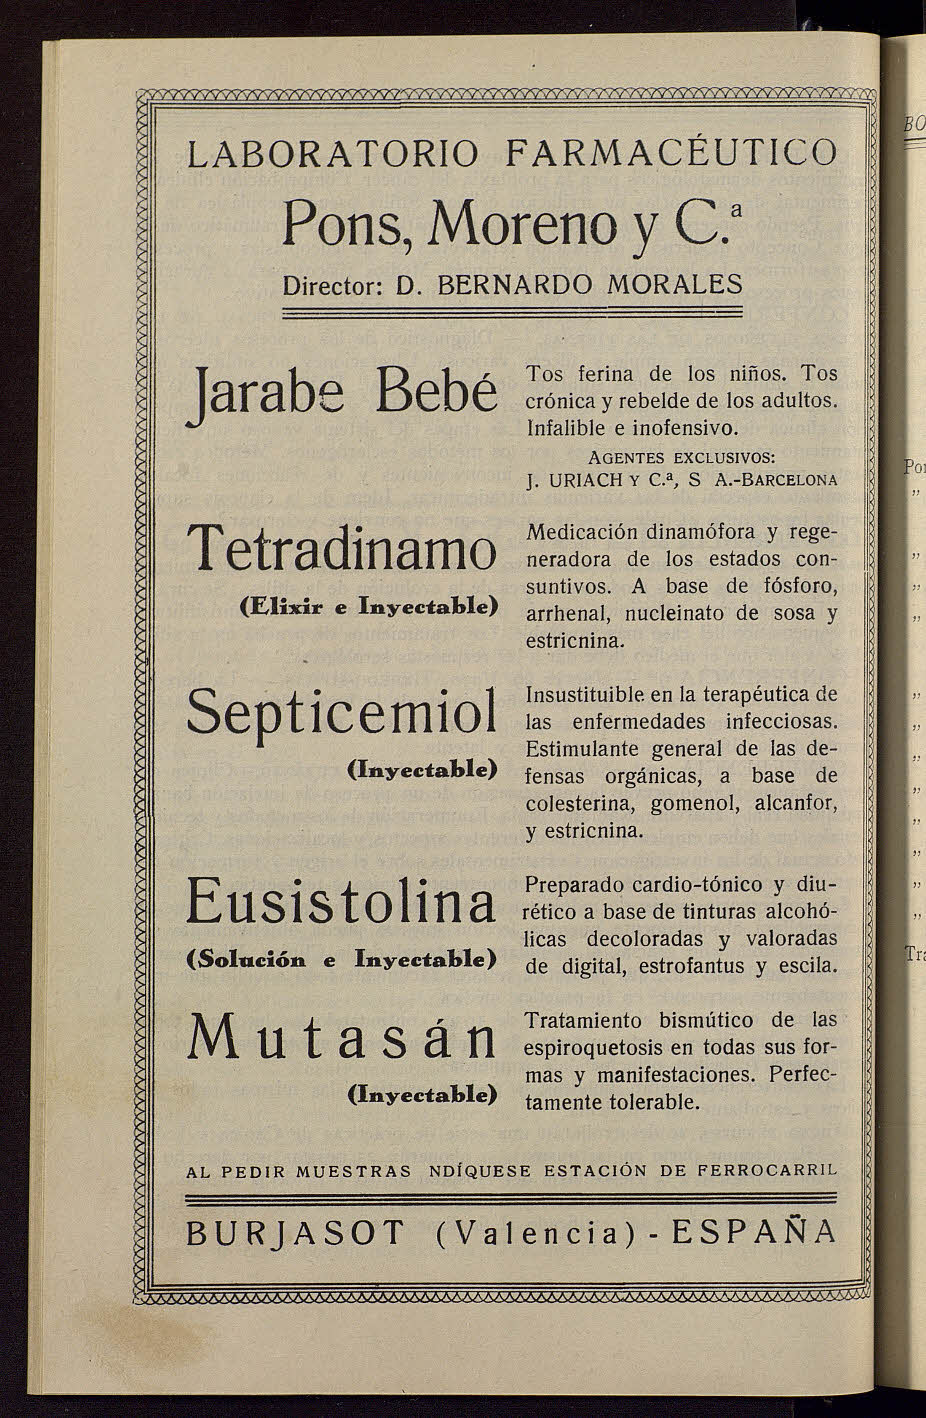 LABORATORIO FARMACÉUTICO
Pons, Moreno y C.ª
Director: D. BERNARDO MORALES
Jarabe Bebé
Tos ferina de los niños. Tos
crónica y rebelde de los adultos.
Infalible e inofensivo.
AGENTES EXCLUSIVOS:
J. URIACH Y C.ª, S A.-BARCELONA
Tetradinamo
(Elixir e Inyectable)
Medicación dinamófora y rege-
neradora de los estados con-
suntivos. A base de fósforo,
arrhenal, nucleinato de sosa y
estricnina.
Septicemiol
(Inyectable)
Insustituible en la terapéutica de
las enfermedades infecciosas.
Estimulante general de las de-
fensas orgánicas, a base de
colesterina, gomenol, alcanfor,
y estricnina.
Eusistolina
(Solución e Inyectable)
Preparado cardio-tónico y diu-
rético a base de tinturas alcohó-
licas decoloradas y valoradas
de digital, estrofantus y escila.
Mutasán
(Inyectable)
Tratamiento bismútico de las
espiroquetosis en todas sus for-
mas y manifestaciones. Perfec-
tamente tolerable.
AL PEDIR MUESTRAS NDÍQUESE ESTACIÓN DE FERROCARRIL
BURJASOT (Valencia) - ESPAÑA